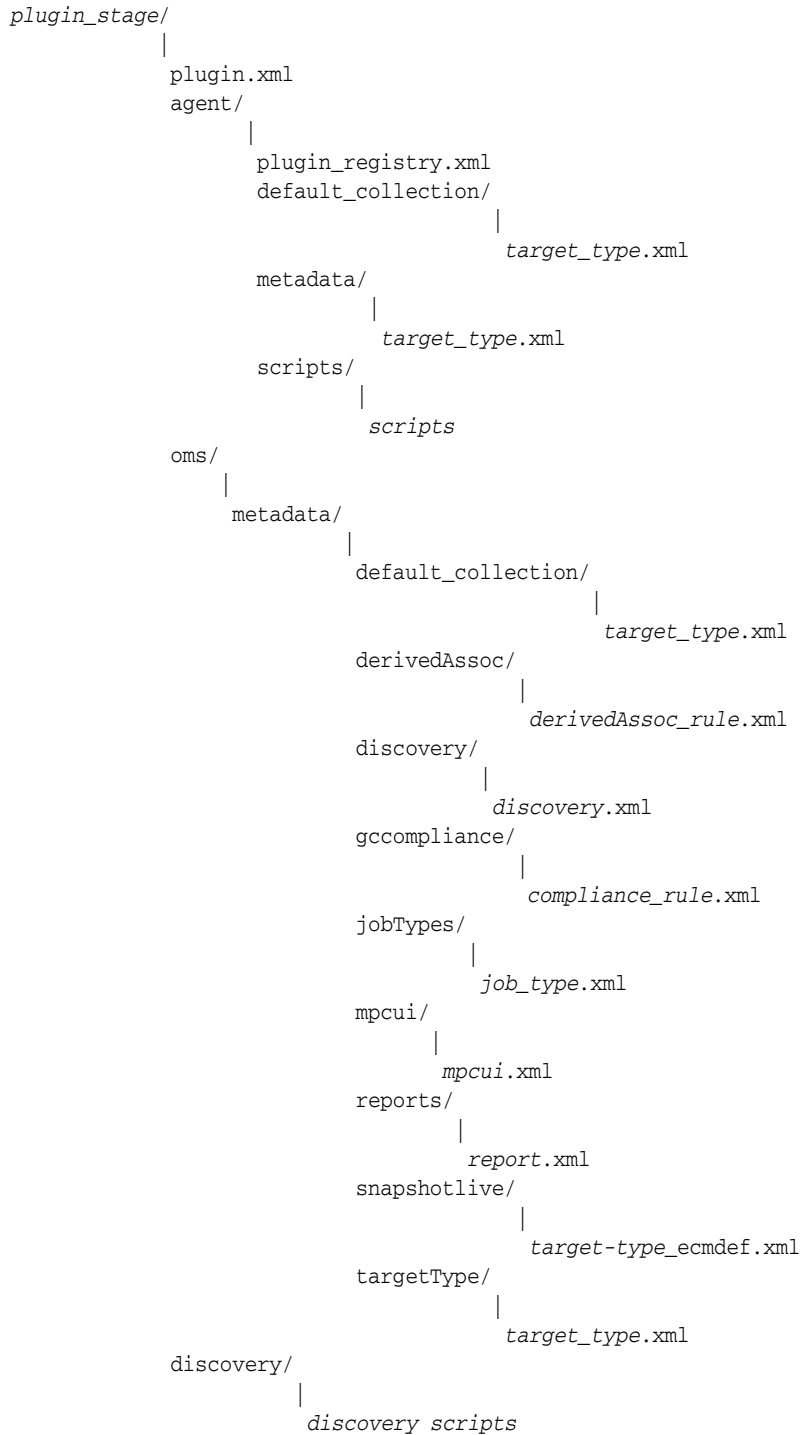 plugin_stage/
|
plugin.xml
agent/
|
plugin_registry.xml
default_collection/
|
target_type.xml
metadata/
|
target_type.xml
scripts/
|
scripts
oms/
|
metadata/
|
default_collection/
|
target_type.xml
derivedAssoc/
|
derivedAssoc_rule.xml
discovery/
|
discovery.xml
gccompliance/
|
compliance_rule.xml
jobTypes/
|
job_type.xml
mpcui/
|
mpcui.xml
reports/
|
report.xml
snapshotlive/
|
target-type_ecmdef.xml
targetType/
|
target_type.xml
discovery/
|
discovery scripts